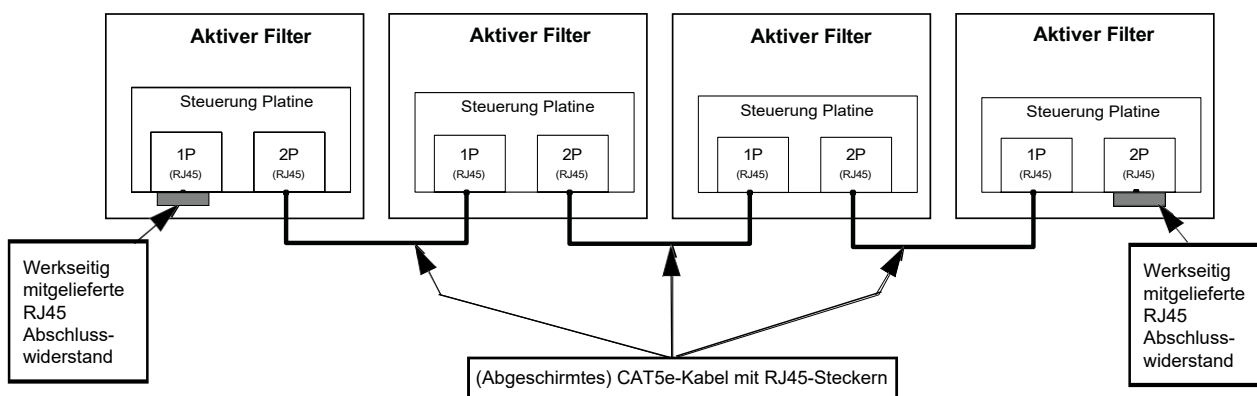 Aktiver Filter
Steuerung Platine
1P
(RJ45)
2P
(RJ45)
Aktiver Filter
Steuerung Platine
1P
(RJ45)
2P
(RJ45)
Aktiver Filter
Steuerung Platine
1P
(RJ45)
2P
(RJ45)
Aktiver Filter
Steuerung Platine
1P
(RJ45)
2P
(RJ45)
Werkseitig
mitgelieferte
RJ45
Abschluss-
widerstand
(Abgeschirmtes) CAT5e-Kabel mit RJ45-Steckern
Werkseitig
mitgelieferte
RJ45
Abschluss-
widerstand